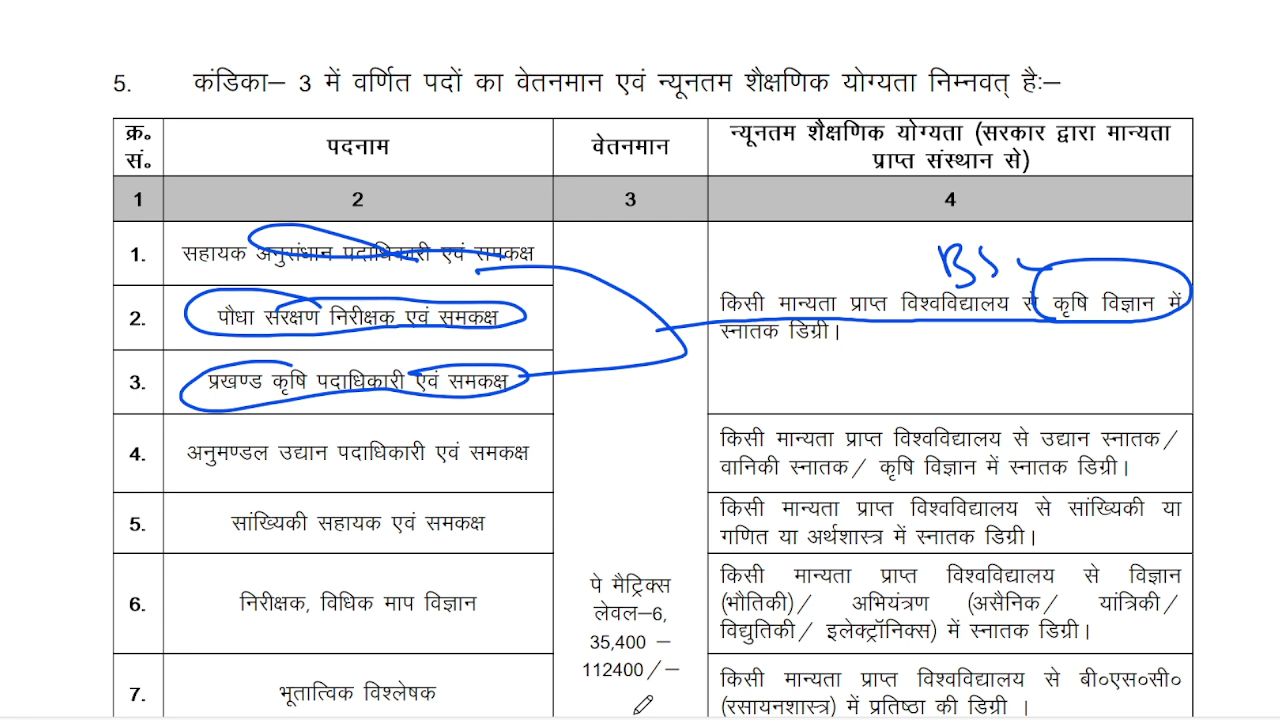 5. कंडिका– 3 में वर्णित पदों का वेतनमान एवं न्यूनतम शैक्षणिक योग्यता निम्नवत् हैः–
क्र॰ सं॰
पदनाम
वेतनमान
न्यूनतम शैक्षणिक योग्यता (सरकार द्वारा मान्यता
प्राप्त संस्थान से)
1 2 3 4
1. सहायक अनुसंधान पदाधिकारी एवं समकक्ष
2. पौधा संरक्षण निरीक्षक एवं समकक्ष
3. प्रखण्ड कृषि पदाधिकारी एवं समकक्ष
किसी मान्यता प्राप्त विश्वविद्यालय से कृषि विज्ञान में
स्नातक डिग्री।
4. अनुमण्डल उद्यान पदाधिकारी एवं समकक्ष
किसी मान्यता प्राप्त विश्वविद्यालय से उद्यान स्नातक/
वानिकी स्नातक/ कृषि विज्ञान में स्नातक डिग्री।
5. सांख्यिकी सहायक एवं समकक्ष
किसी मान्यता प्राप्त विश्वविद्यालय से सांख्यिकी या
गणित या अर्थशास्त्र में स्नातक डिग्री।
6. निरीक्षक, विधिक माप विज्ञान
किसी मान्यता प्राप्त विश्वविद्यालय से विज्ञान
(भौतिकी)/ अभियंत्रण (असैनिक/ यांत्रिकी/
विद्युतिकी/ इलेक्ट्रॉनिक्स) में स्नातक डिग्री।
पे मैट्रिक्स
लेवल–6,
35,400 –
112400/–
7. भूतात्विक विश्लेषक
किसी मान्यता प्राप्त विश्वविद्यालय से बी॰एस॰सी॰
(रसायनशास्त्र) में प्रतिष्ठा की डिग्री ।